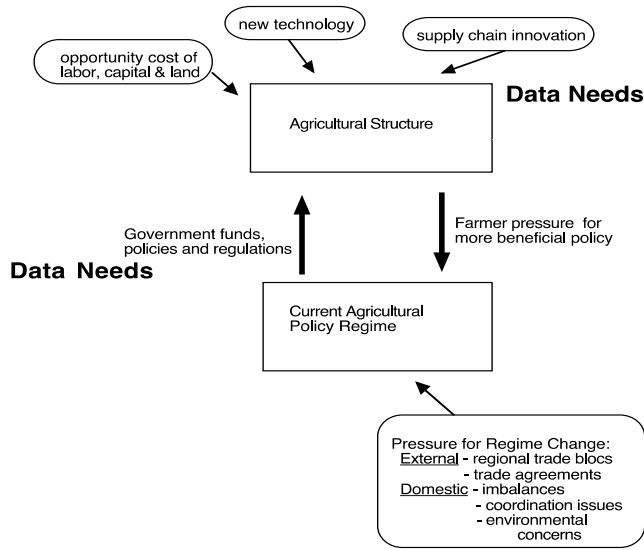 new technology
supply chain innovation
opportunity cost of
labor, capital & land
Data Needs
Agricultural Structure
Government funds,
policies and regulations
Farmer pressure for
more beneficial policy
Data Needs
Current Agricultural
Policy Regime
Pressure for Regime Change:
External - regional trade blocs
- trade agreements
Domestic - imbalances
- coordination issues
- environmental
concerns